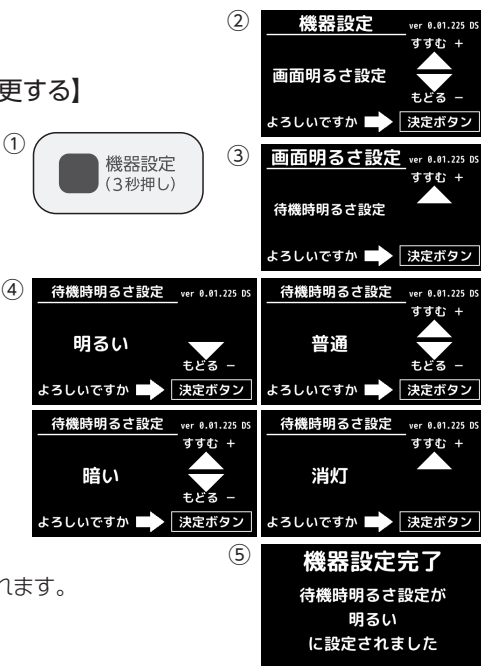 更する】
①
機器設定
(3秒押し)
②
機器設定 ver 0.01.225 DS
すすむ +
画面明るさ設定
もどる −
よろしいですか 決定ボタン
③
画面明るさ設定 ver 0.01.225 DS
すすむ +
待機時明るさ設定
よろしいですか 決定ボタン
④
待機時明るさ設定 ver 0.01.225 DS
明るい
もどる −
よろしいですか 決定ボタン
待機時明るさ設定 ver 0.01.225 DS
すすむ +
普通
もどる −
よろしいですか 決定ボタン
待機時明るさ設定 ver 0.01.225 DS
すすむ +
暗い
もどる −
よろしいですか 決定ボタン
待機時明るさ設定 ver 0.01.225 DS
すすむ +
消灯
よろしいですか 決定ボタン
⑤
機器設定完了
待機時明るさ設定が
明るい
に設定されました
れます。